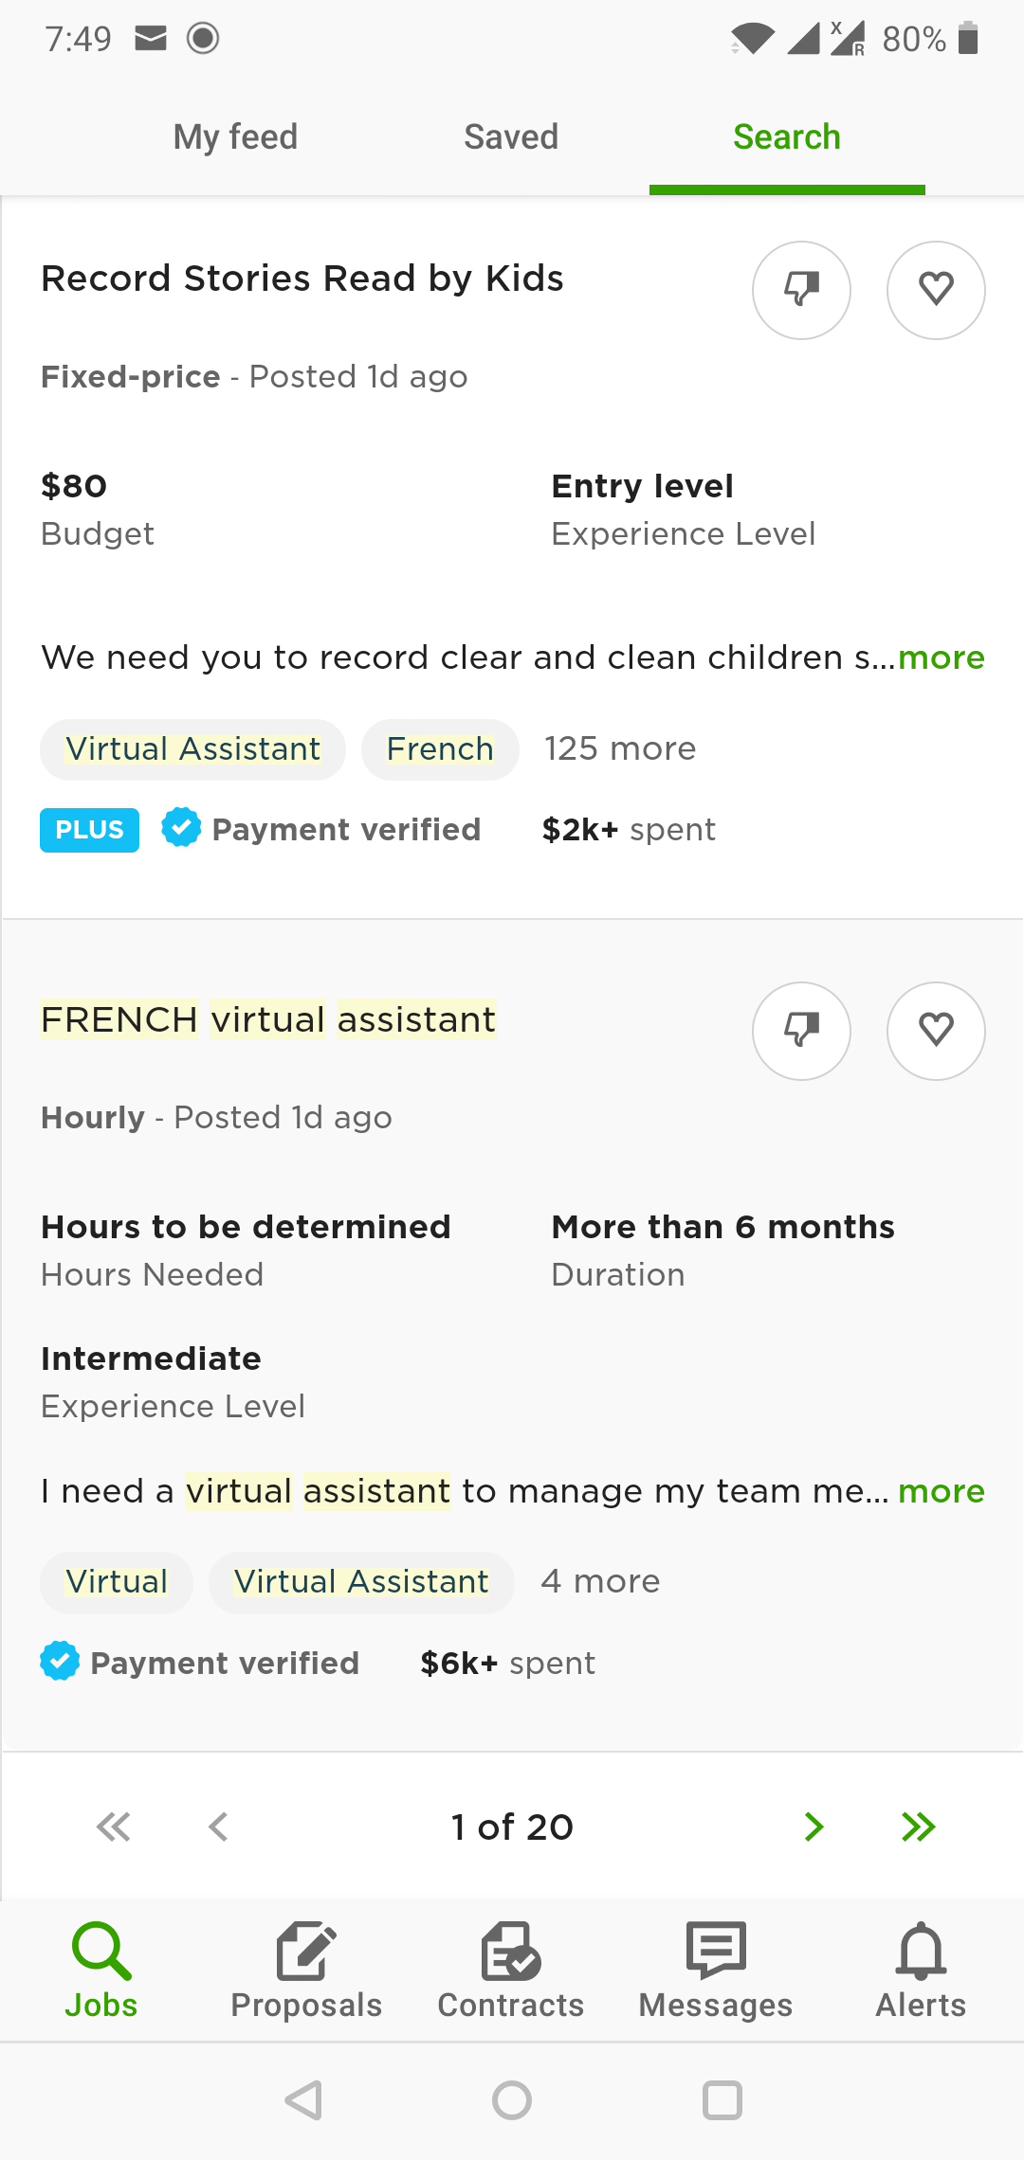 7:49 80%
My feed Saved Search
Record Stories Read by Kids
Fixed-price - Posted 1d ago
$80 Entry level
Budget Experience Level
We need you to record clear and clean children s...more
Virtual Assistant French 125 more
PLUS Payment verified $2k+ spent
FRENCH virtual assistant
Hourly - Posted 1d ago
Hours to be determined More than 6 months
Hours Needed Duration
Intermediate
Experience Level
I need a virtual assistant to manage my team me... more
Virtual Virtual Assistant 4 more
Payment verified $6k+ spent
1 of 20
Jobs Proposals Contracts Messages Alerts